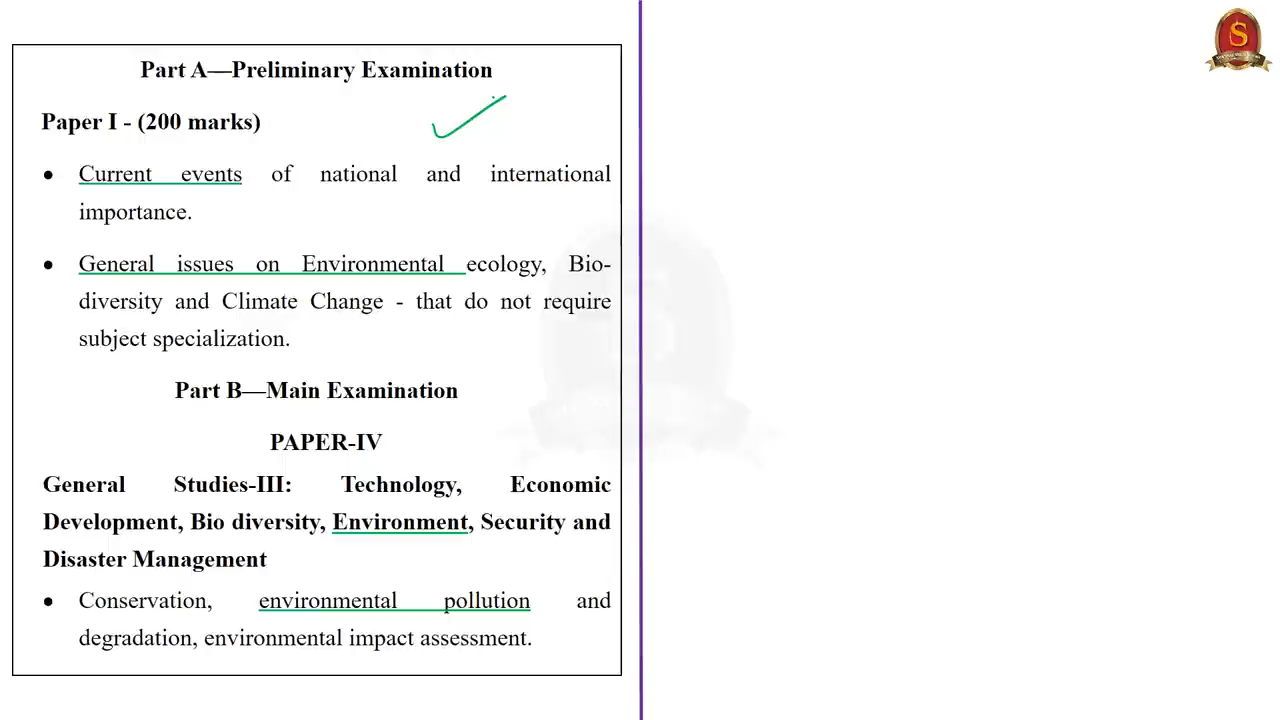 Part A—Preliminary Examination
Paper I - (200 marks)
● Current events of national and international
importance.
● General issues on Environmental ecology, Bio-
diversity and Climate Change - that do not require
subject specialization.
Part B—Main Examination
PAPER-IV
General Studies-III: Technology, Economic
Development, Bio diversity, Environment, Security and
Disaster Management
● Conservation, environmental pollution and
degradation, environmental impact assessment.
S